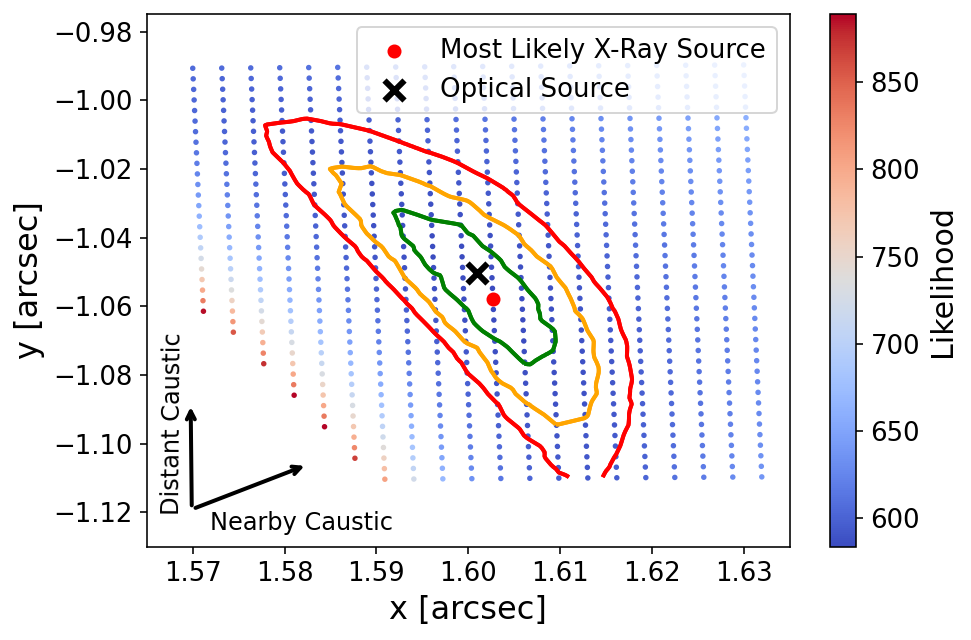 Most Likely X-Ray Source
Optical Source
−0.98
−1.00
−1.02
−1.04
−1.06
−1.08
−1.10
−1.12
y [arcsec]
Distant Caustic
Nearby Caustic
1.57 1.58 1.59 1.60 1.61 1.62 1.63
x [arcsec]
850
800
750
700
650
600
Likelihood